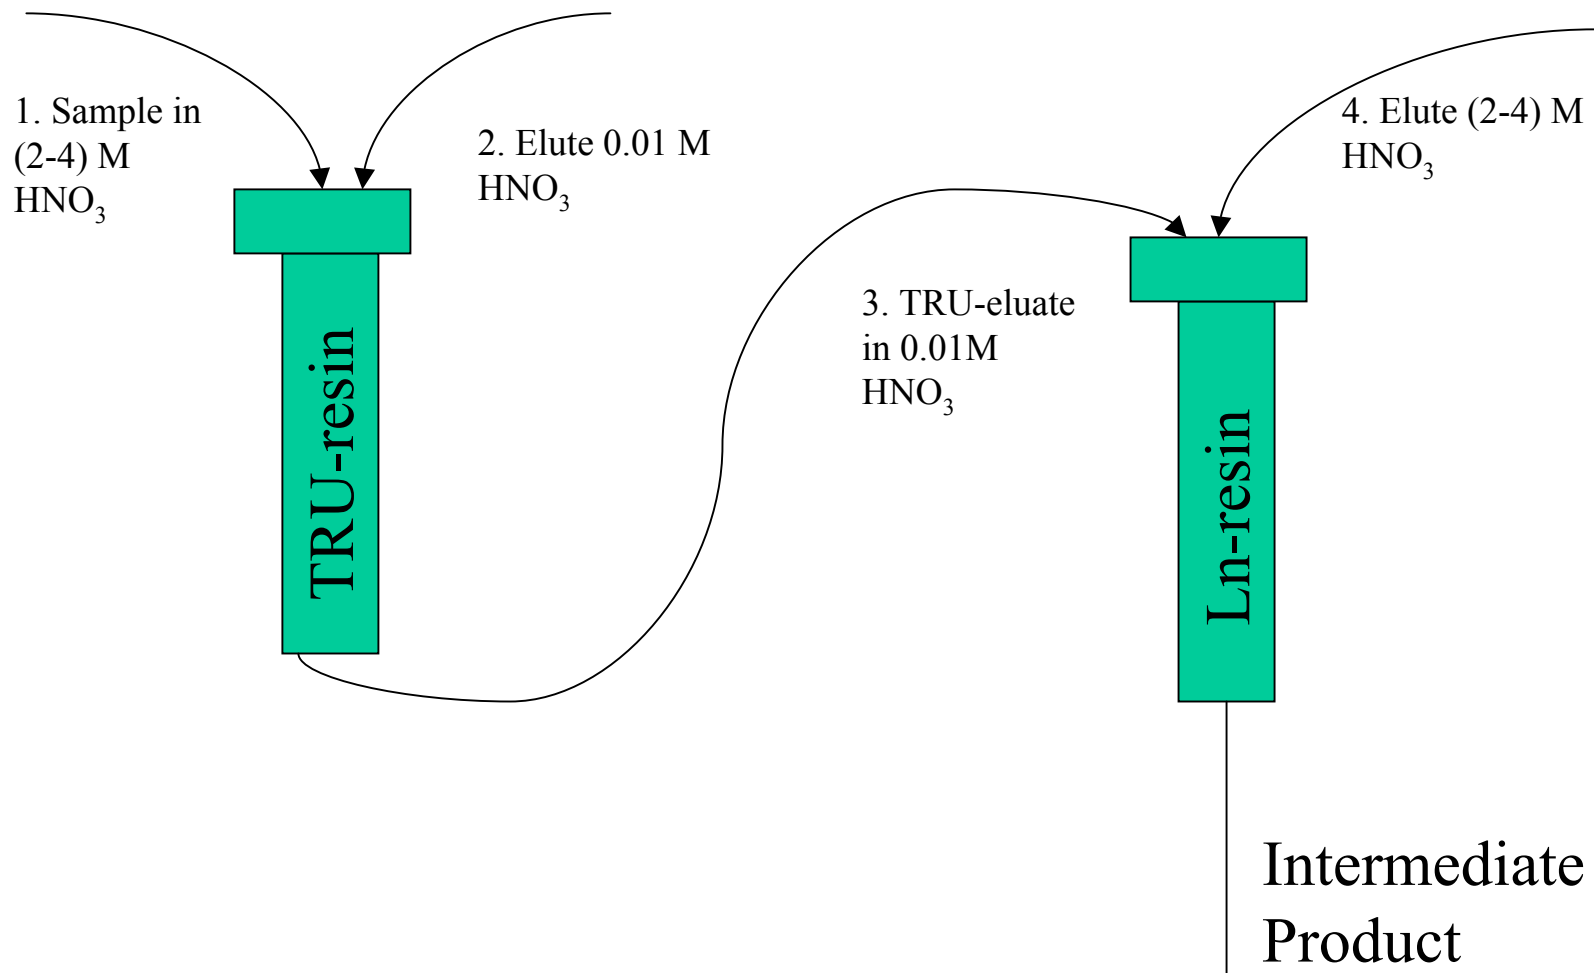 1. Sample in
(2-4) M
HNO₃
2. Elute 0.01 M
HNO₃
TRU-resin
3. TRU-eluate
in 0.01M
HNO₃
4. Elute (2-4) M
HNO₃
Ln-resin
Intermediate
Product